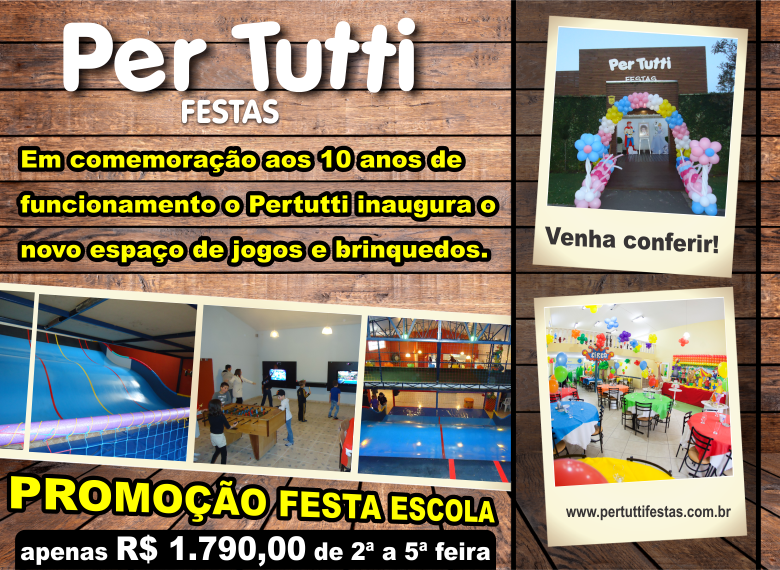 Per Tutti
FESTAS
Em comemoração aos 10 anos de
funcionamento o Pertutti inaugura o
novo espaço de jogos e brinquedos.
Per Tutti
FESTAS
Venha conferir!
CIRCO
PROMOÇÃO FESTA ESCOLA
apenas R$ 1.790,00 de 2ª a 5ª feira
www.pertuttifestas.com.br